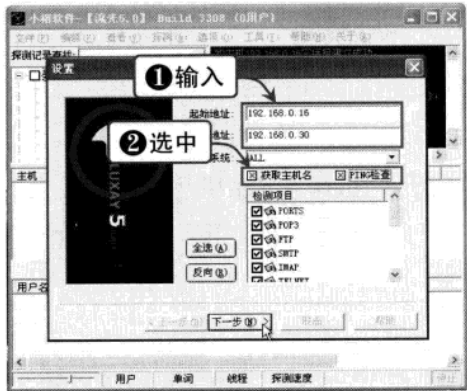 小榕软件-【流光5.0】 Build 3308 (0用户)
文件(F) 编辑(E) 查看(V) 探测(R) 选项(O) 工具(T) 帮助(H) 关于(A)
探测记录查找:
设置
❶输入
起始地址: 192.168.0.16
地址: 192.168.0.30
❷选中
系统: ALL
获取主机名 PING检查
检测项目
PORTS
POP3
FTP
SMTP
IMAP
TELNET
LUXAY 5
全选(A)
反向(R)
下一步(N) >
主机
用户名
用户 单词 线程 探测速度